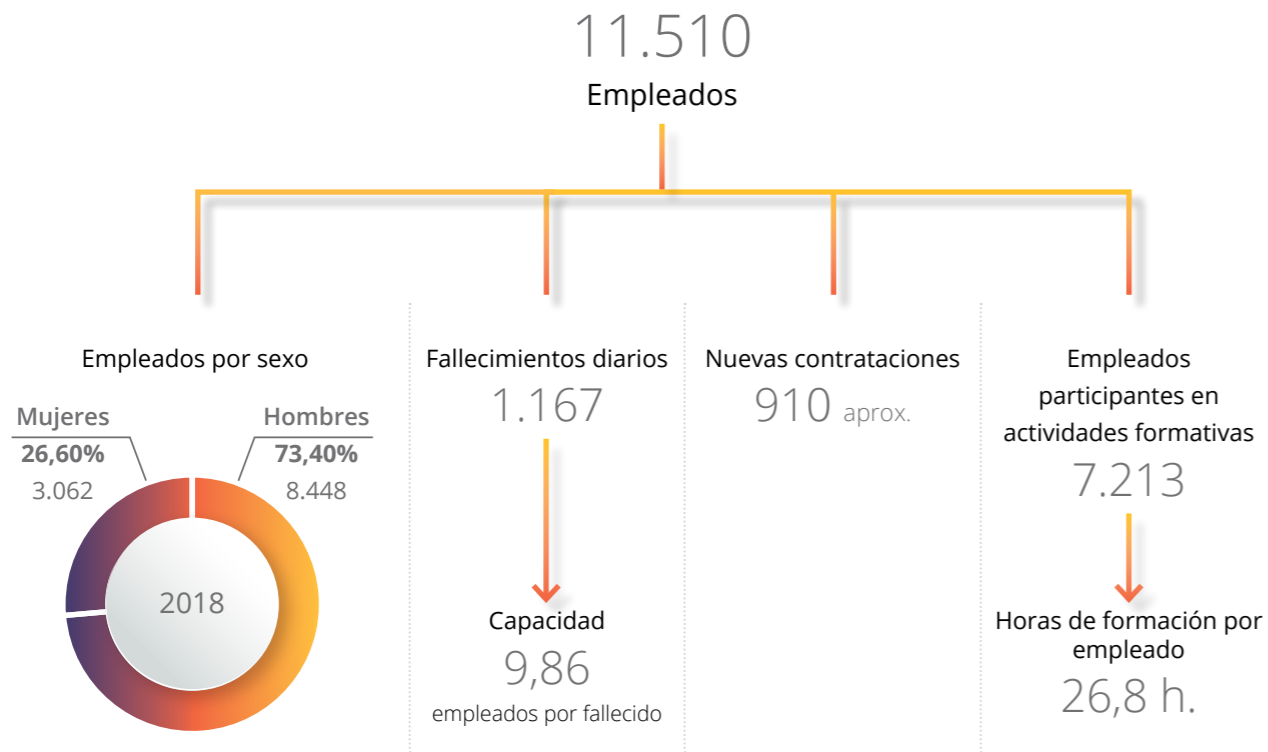 11.510
Empleados
Empleados por sexo
Mujeres
26,60%
3.062
Hombres
73,40%
8.448
2018
Fallecimientos diarios
1.167
Capacidad
9,86
empleados por fallecido
Nuevas contrataciones
910 aprox.
Empleados
participantes en
actividades formativas
7.213
Horas de formación por
empleado
26,8 h.